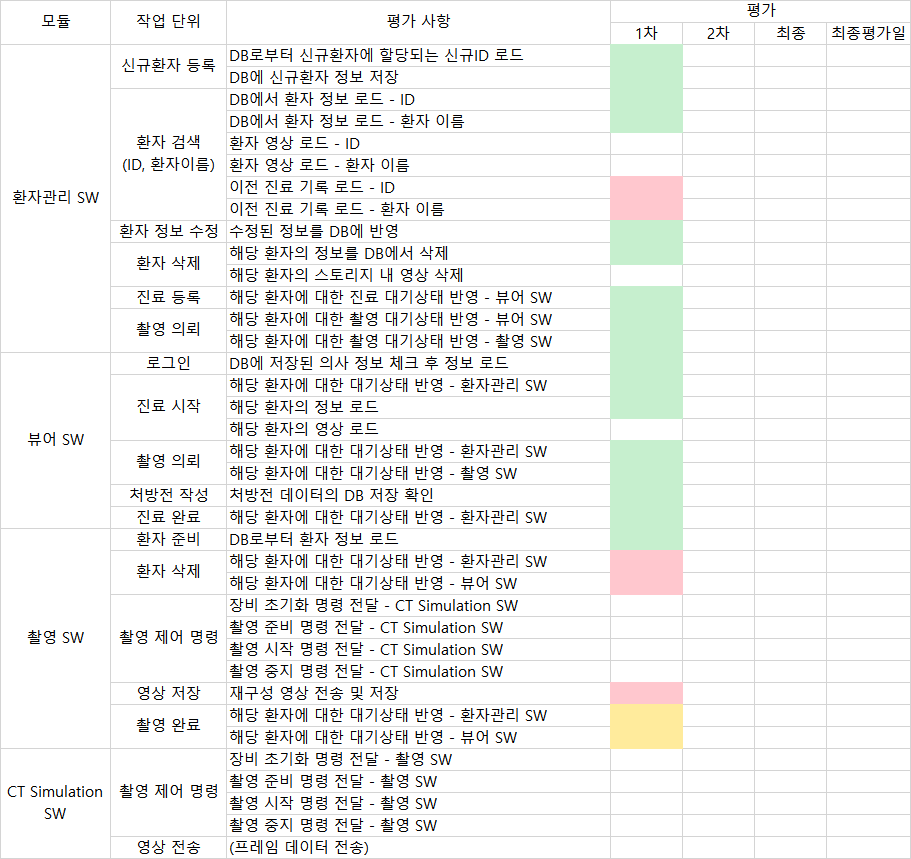 모듈 작업 단위 평가 사항 평가
1차 2차 최종 최종평가일
환자관리 SW
신규환자 등록
DB로부터 신규환자에 할당되는 신규ID 로드
DB에 신규환자 정보 저장
환자 검색
(ID, 환자이름)
DB에서 환자 정보 로드 - ID
DB에서 환자 정보 로드 - 환자 이름
환자 영상 로드 - ID
환자 영상 로드 - 환자 이름
이전 진료 기록 로드 - ID
이전 진료 기록 로드 - 환자 이름
환자 정보 수정 수정된 정보를 DB에 반영
환자 삭제
해당 환자의 정보를 DB에서 삭제
해당 환자의 스토리지 내 영상 삭제
진료 등록 해당 환자에 대한 진료 대기상태 반영 - 뷰어 SW
촬영 의뢰
해당 환자에 대한 촬영 대기상태 반영 - 뷰어 SW
해당 환자에 대한 촬영 대기상태 반영 - 촬영 SW
뷰어 SW
로그인 DB에 저장된 의사 정보 체크 후 정보 로드
진료 시작
해당 환자에 대한 대기상태 반영 - 환자관리 SW
해당 환자의 정보 로드
해당 환자의 영상 로드
촬영 의뢰
해당 환자에 대한 대기상태 반영 - 환자관리 SW
해당 환자에 대한 대기상태 반영 - 촬영 SW
처방전 작성 처방전 데이터의 DB 저장 확인
진료 완료 해당 환자에 대한 대기상태 반영 - 환자관리 SW
촬영 SW
환자 준비 DB로부터 환자 정보 로드
환자 삭제
해당 환자에 대한 대기상태 반영 - 환자관리 SW
해당 환자에 대한 대기상태 반영 - 뷰어 SW
촬영 제어 명령
장비 초기화 명령 전달 - CT Simulation SW
촬영 준비 명령 전달 - CT Simulation SW
촬영 시작 명령 전달 - CT Simulation SW
촬영 중지 명령 전달 - CT Simulation SW
영상 저장 재구성 영상 전송 및 저장
촬영 완료
해당 환자에 대한 대기상태 반영 - 환자관리 SW
해당 환자에 대한 대기상태 반영 - 뷰어 SW
CT Simulation
SW
촬영 제어 명령
장비 초기화 명령 전달 - 촬영 SW
촬영 준비 명령 전달 - 촬영 SW
촬영 시작 명령 전달 - 촬영 SW
촬영 중지 명령 전달 - 촬영 SW
영상 전송 (프레임 데이터 전송)